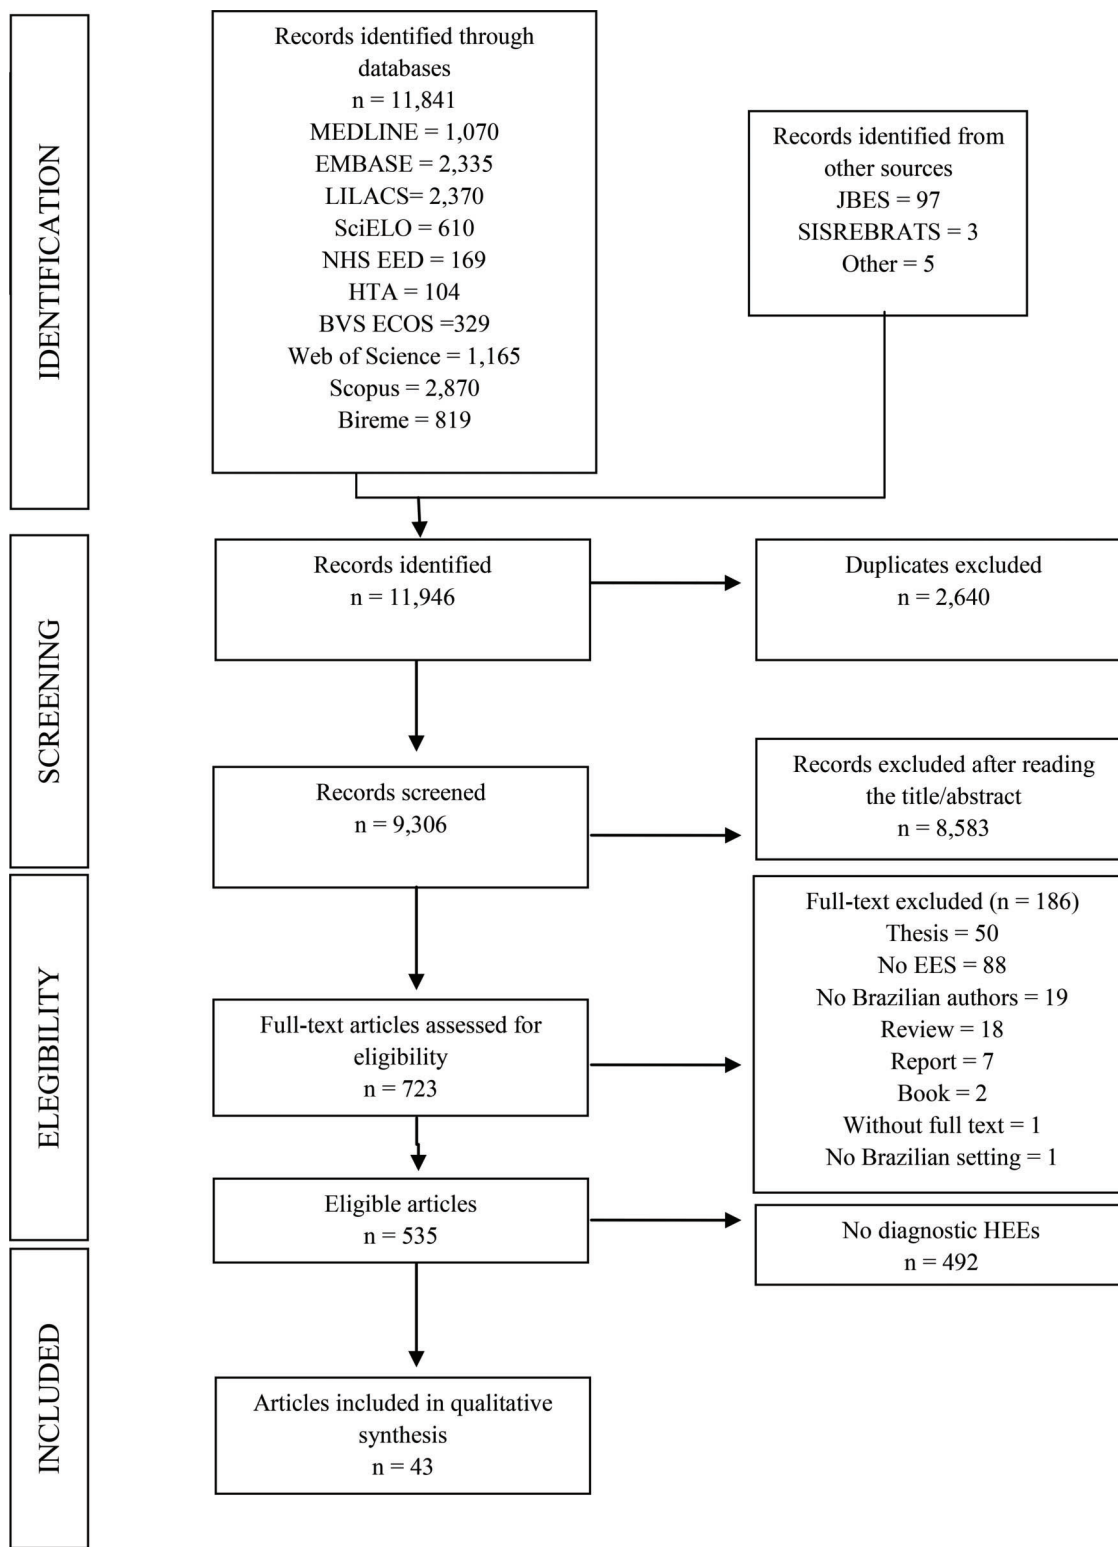 IDENTIFICATION
Records identified through
databases
n = 11,841
MEDLINE = 1,070
EMBASE = 2,335
LILACS= 2,370
SciELO = 610
NHS EED = 169
HTA = 104
BVS ECOS =329
Web of Science = 1,165
Scopus = 2,870
Bireme = 819
Records identified from
other sources
JBES = 97
SISREBRATS = 3
Other = 5
SCREENING
Records identified
n = 11,946
Duplicates excluded
n = 2,640
Records screened
n = 9,306
Records excluded after reading
the title/abstract
n = 8,583
ELEGIBILITY
Full-text articles assessed for
eligibility
n = 723
Full-text excluded (n = 186)
Thesis = 50
No EES = 88
No Brazilian authors = 19
Review = 18
Report = 7
Book = 2
Without full text = 1
No Brazilian setting = 1
Eligible articles
n = 535
No diagnostic HEEs
n = 492
INCLUDED
Articles included in qualitative
synthesis
n = 43